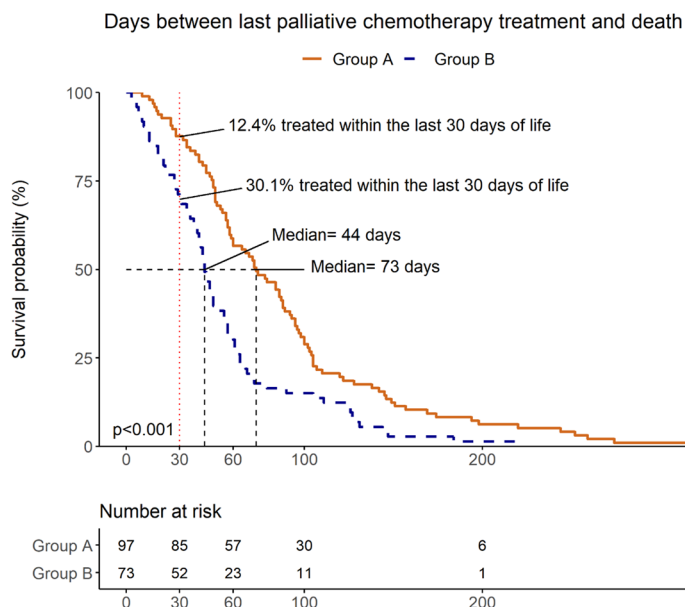 Days between last palliative chemotherapy treatment and death
Group A Group B
Survival probability (%)
100
75
50
25
0
12.4% treated within the last 30 days of life
30.1% treated within the last 30 days of life
Median= 44 days
Median= 73 days
p<0.001
0 30 60 100 200
Number at risk
Group A 97 85 57 30 6
Group B 73 52 23 11 1
0 30 60 100 200